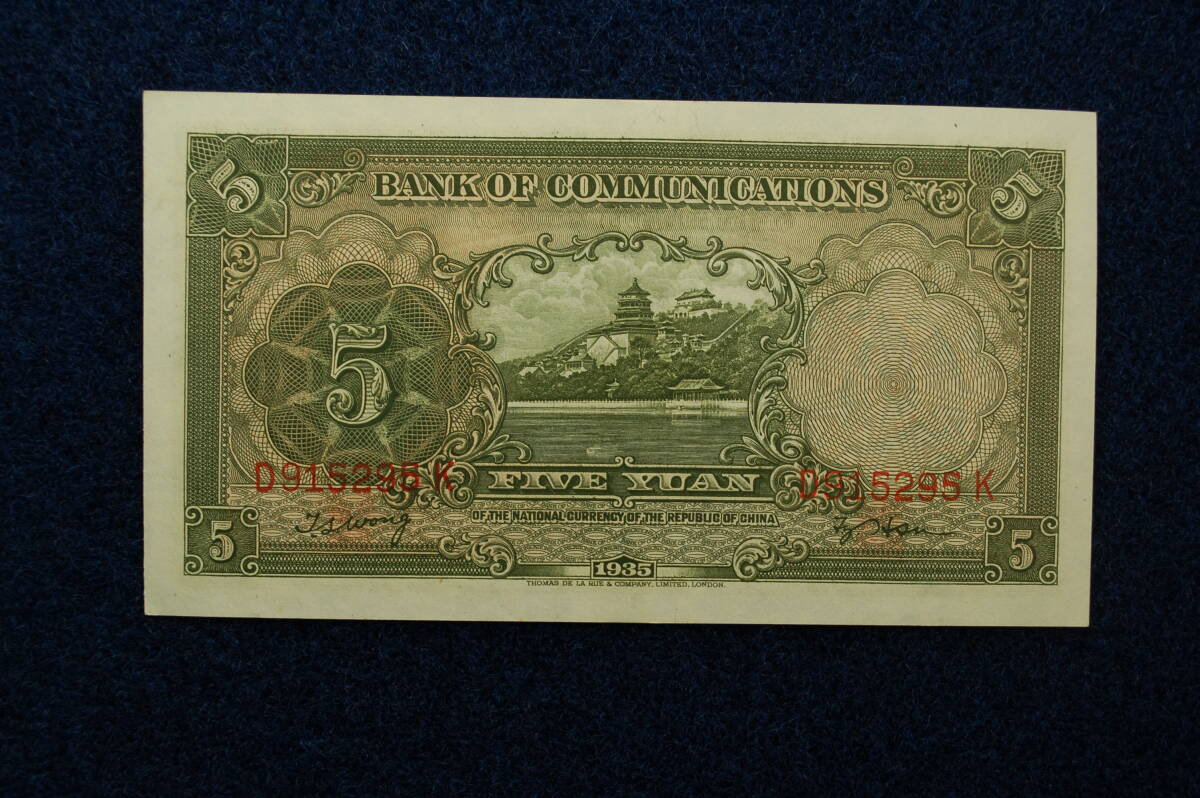 5 5
BANK OF COMMUNICATIONS
5
D915295 K D915295 K
FIVE YUAN
T. S. Wong
OF THE NATIONAL CURRENCY OF THE REPUBLIC OF CHINA
5 5
1935
THOMAS DE LA RUE & COMPANY, LIMITED, LONDON.